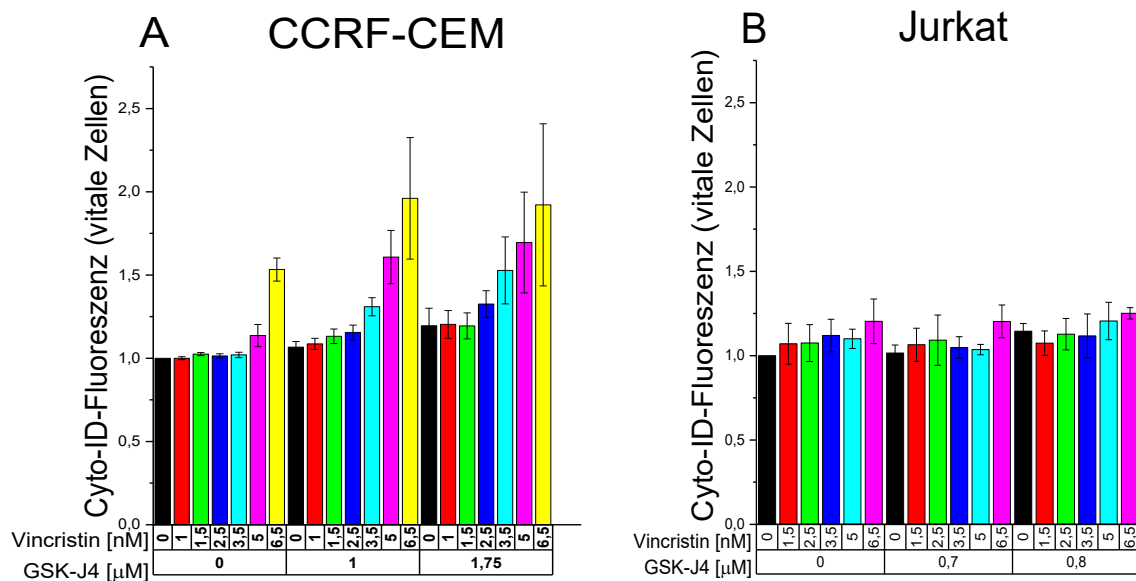 A CCRF-CEM
Cyto-ID-Fluoreszenz (vitale Zellen)
2,5
2,0
1,5
1,0
0,5
0,0
Vincristin [nM] 0 1 1,5 2,5 3,5 5 6,5 0 1 1,5 2,5 3,5 5 6,5 0 1 1,5 2,5 3,5 5 6,5
GSK-J4 [µM] 0 1 1,75
B Jurkat
Cyto-ID-Fluoreszenz (vitale Zellen)
2,5
2,0
1,5
1,0
0,5
0,0
Vincristin [nM] 0 1,5 2,5 3,5 5 6,5 0 1,5 2,5 3,5 5 6,5 0 1,5 2,5 3,5 5 6,5
GSK-J4 [µM] 0 0,7 0,8